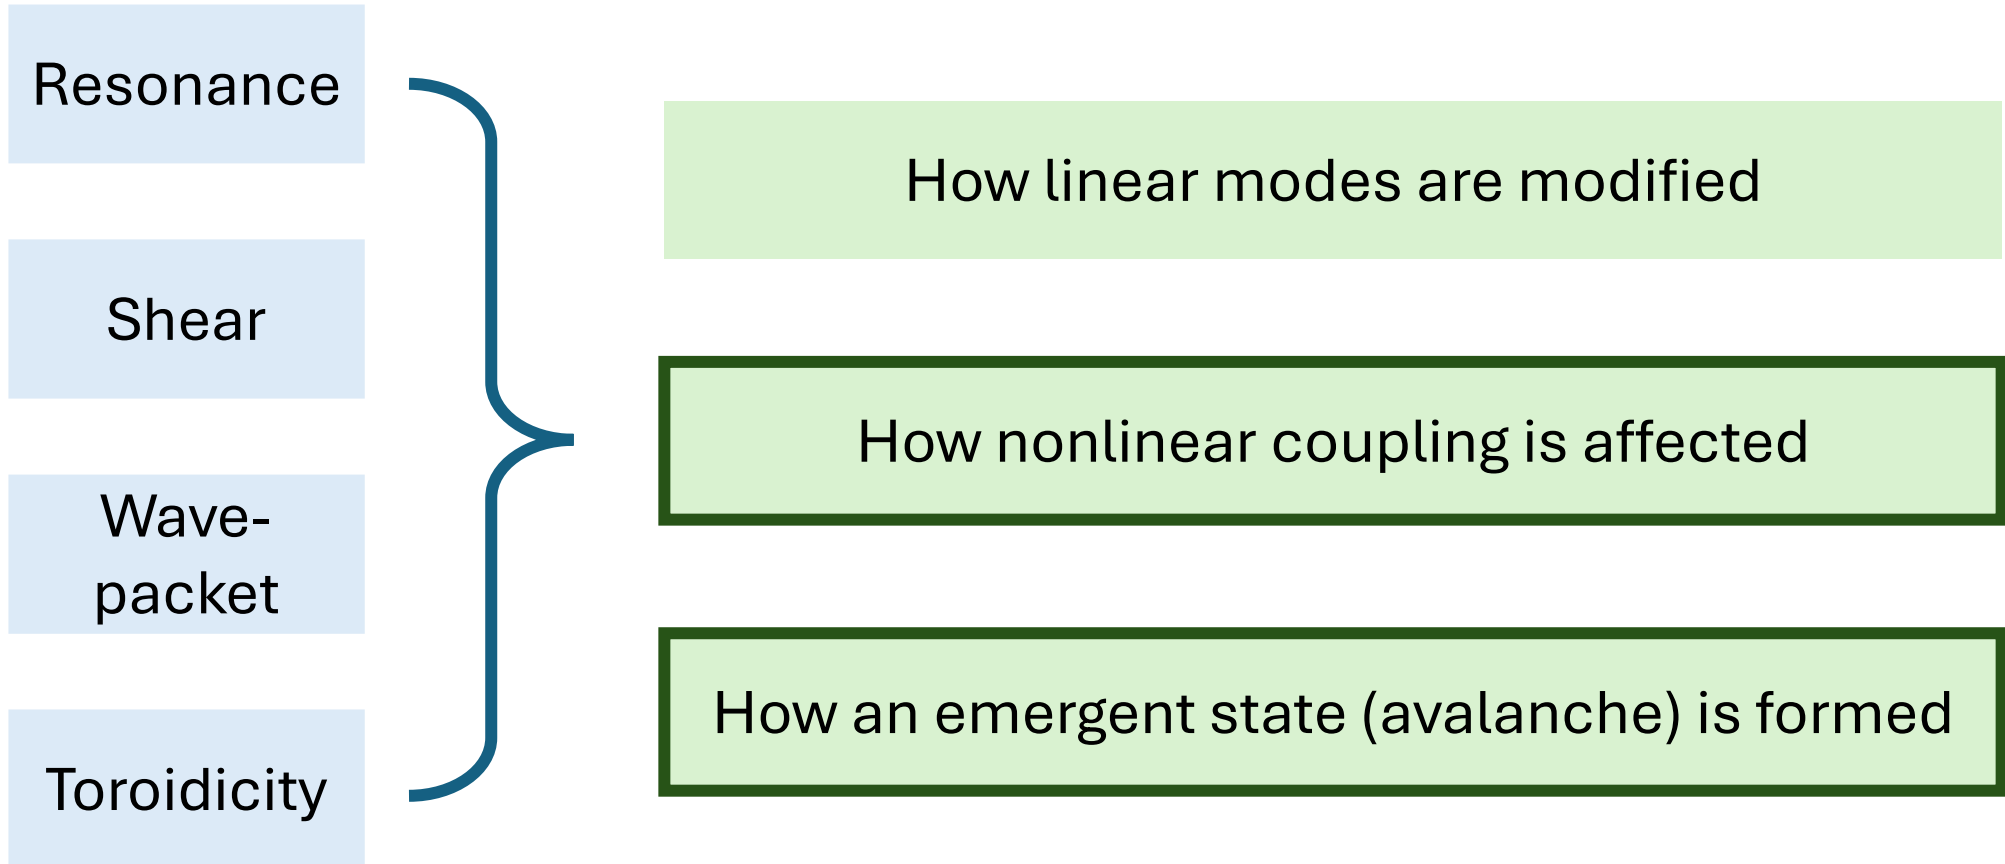 Resonance
Shear
Wave-
packet
Toroidicity
How linear modes are modified
How nonlinear coupling is affected
How an emergent state (avalanche) is formed